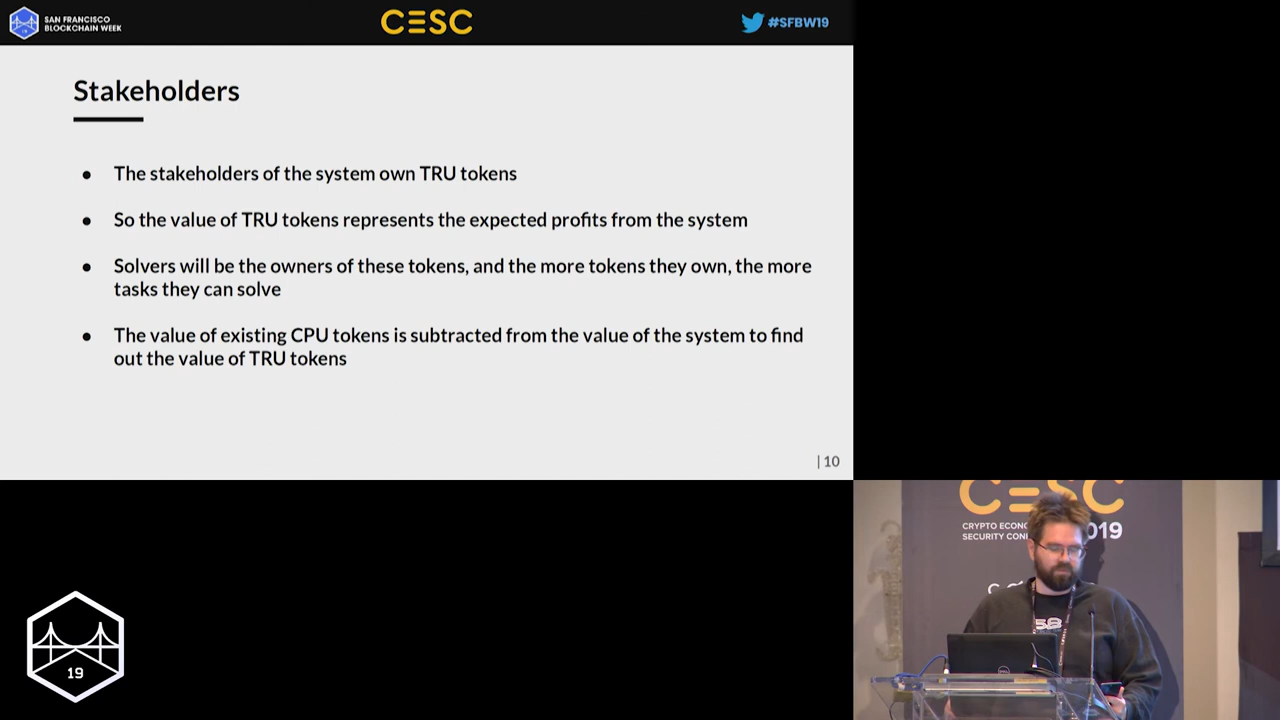 SAN FRANCISCO
BLOCKCHAIN WEEK
19
CESC
#SFBW19
Stakeholders
● The stakeholders of the system own TRU tokens
● So the value of TRU tokens represents the expected profits from the system
● Solvers will be the owners of these tokens, and the more tokens they own, the more
tasks they can solve
● The value of existing CPU tokens is subtracted from the value of the system to find
out the value of TRU tokens
| 10
CESC
CRYPTO ECONO
SECURITY CON
2019
19